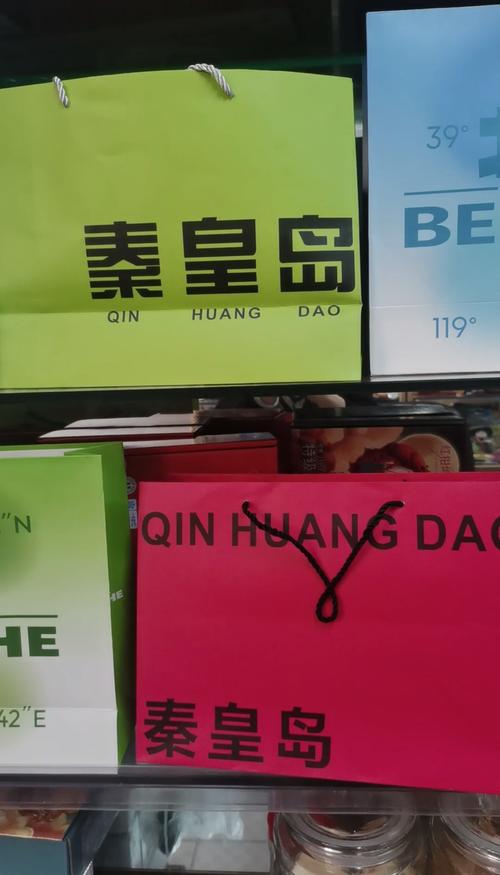 秦皇岛
QIN HUANG DAO
39°
BE
119°
"N
HE
42"E
QIN HUANG DAO
秦皇岛